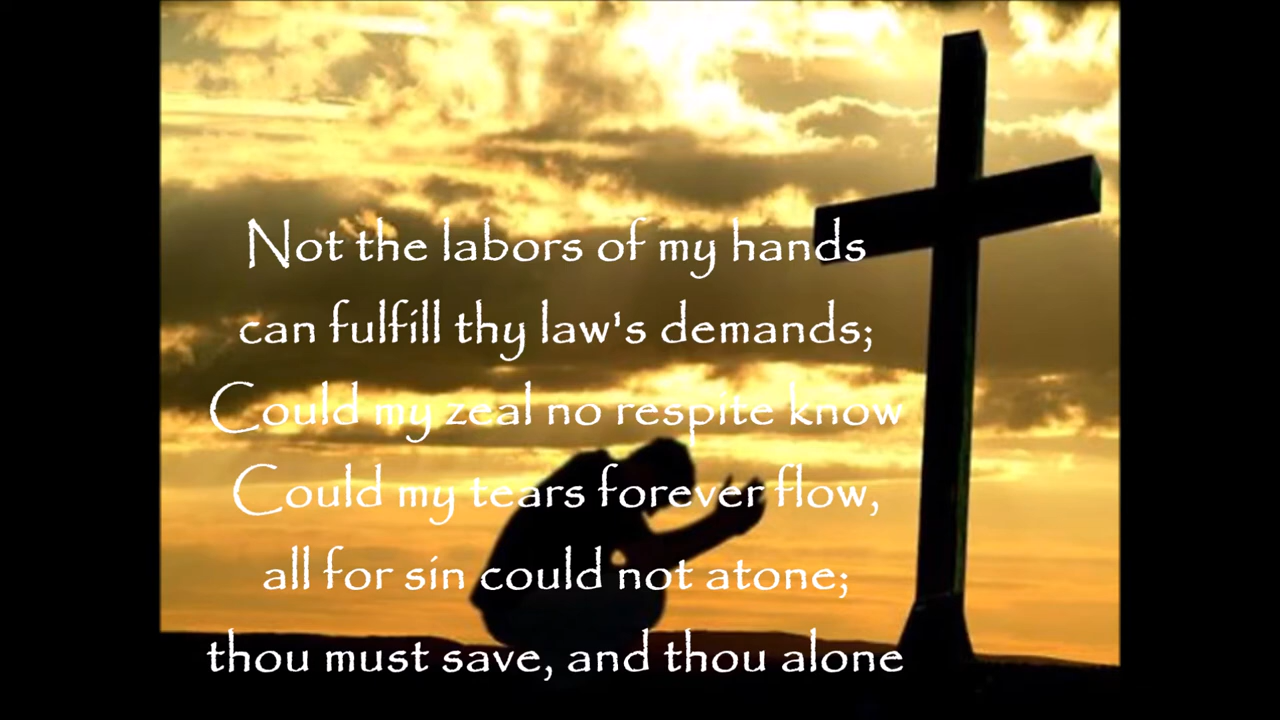 Not the labors of my hands
can fulfill thy law's demands;
Could my zeal no respite know
Could my tears forever flow,
all for sin could not atone;
thou must save, and thou alone